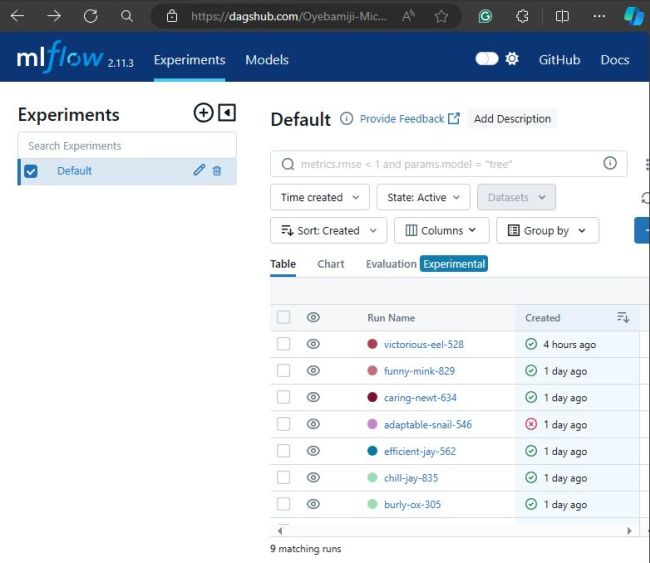 https://dagshub.com/Oyebamiji-Mic...
mlflow 2.11.3 Experiments Models GitHub Docs
Experiments
Search Experiments
Default
Default Provide Feedback Add Description
metrics.rmse < 1 and params.model = "tree"
Time created State: Active Datasets
Sort: Created Columns Group by
Table Chart Evaluation Experimental
Run Name Created
victorious-eel-528 4 hours ago
funny-mink-829 1 day ago
caring-newt-634 1 day ago
adaptable-snail-546 1 day ago
efficient-jay-562 1 day ago
chill-jay-835 1 day ago
burly-ox-305 1 day ago
9 matching runs